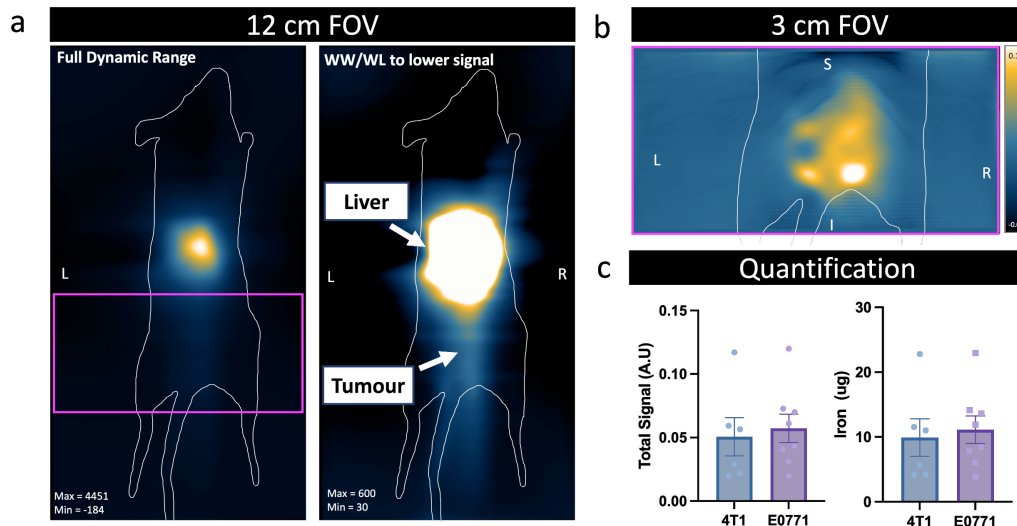 a
12 cm FOV
Full Dynamic Range
L
Max = 4451
Min = -184
WW/WL to lower signal
Liver
Tumour
L
R
Max = 600
Min = 30
b
3 cm FOV
S
L
R
I
c
Quantification
Total Signal (A.U)
0.15
0.10
0.05
0.00
4T1
E0771
Iron (ug)
30
20
10
0
4T1
E0771